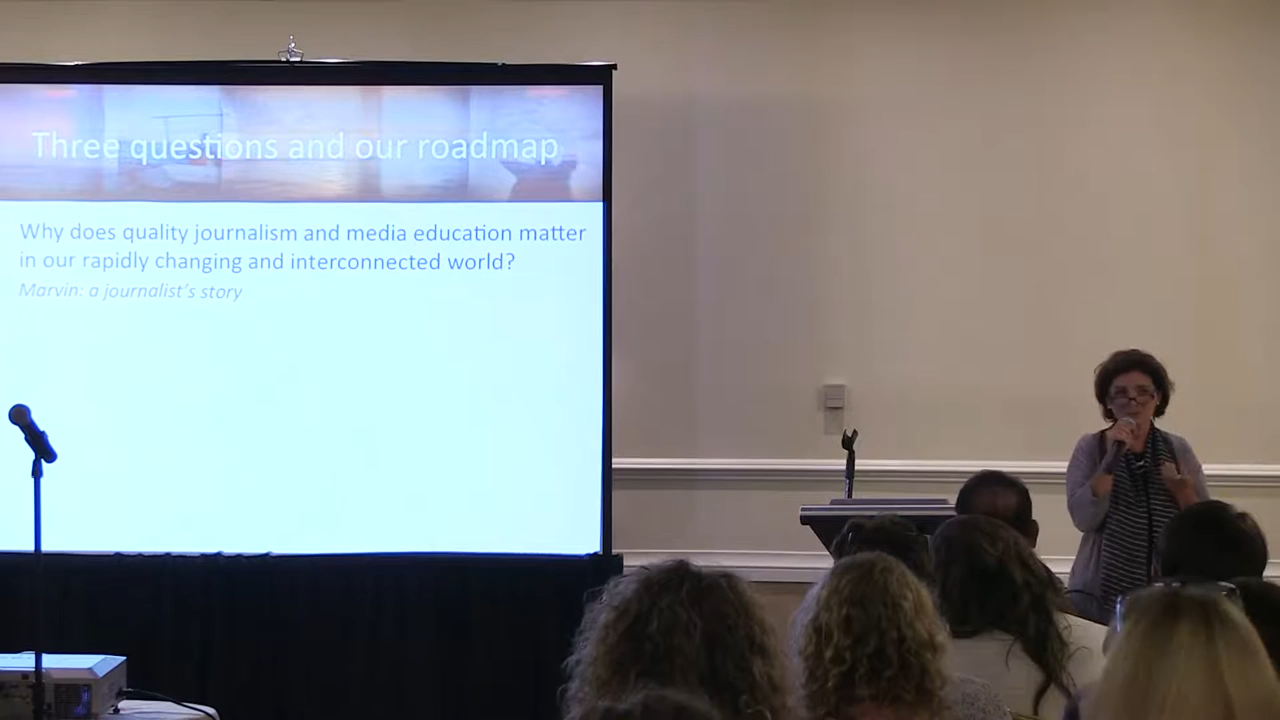 Three questions and our roadmap
Why does quality journalism and media education matter
in our rapidly changing and interconnected world?
Marvin: a journalist's story